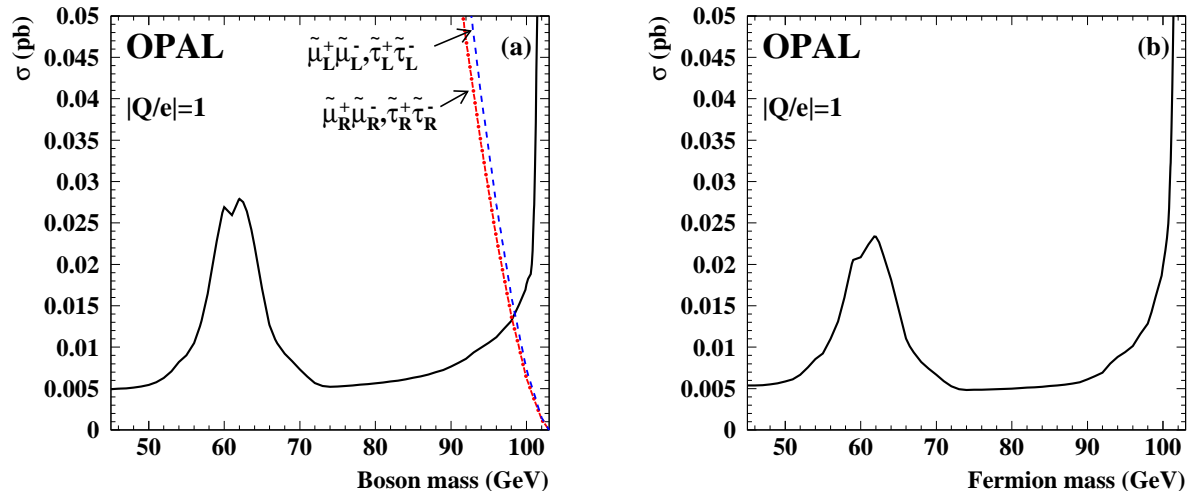 σ (pb)
0.05
0.045
0.04
0.035
0.03
0.025
0.02
0.015
0.01
0.005
0
OPAL
(a)
|Q/e|=1
μ̃⁺_L μ̃⁻_L, τ̃⁺_L τ̃⁻_L
μ̃⁺_R μ̃⁻_R, τ̃⁺_R τ̃⁻_R
50 60 70 80 90 100
Boson mass (GeV)
σ (pb)
0.05
0.045
0.04
0.035
0.03
0.025
0.02
0.015
0.01
0.005
0
OPAL
(b)
|Q/e|=1
50 60 70 80 90 100
Fermion mass (GeV)